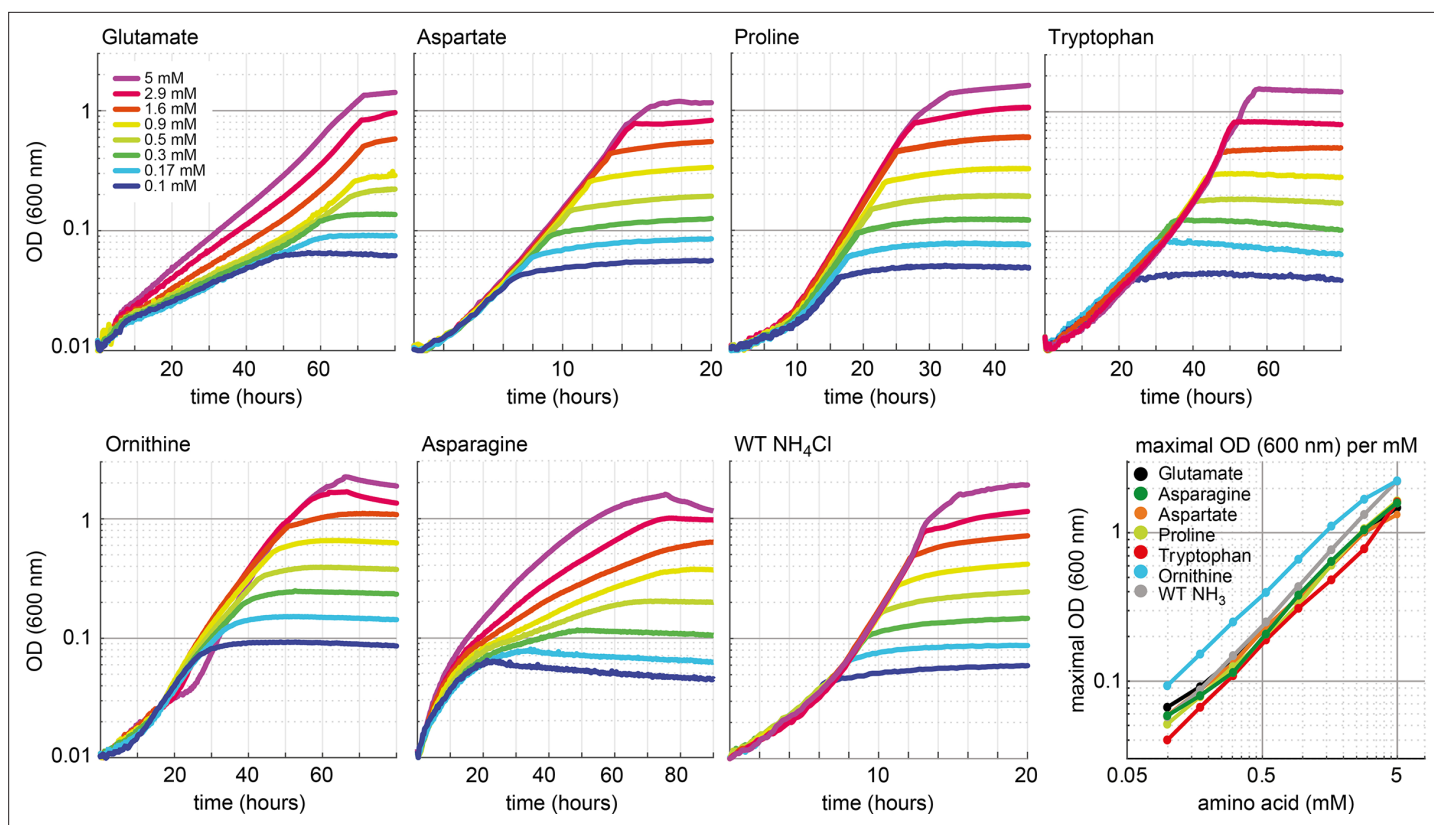 Glutamate
5 mM
2.9 mM
1.6 mM
0.9 mM
0.5 mM
0.3 mM
0.17 mM
0.1 mM
OD (600 nm)
1
0.1
0.01
20 40 60
time (hours)
Aspartate
10 20
time (hours)
Proline
10 20 30 40
time (hours)
Tryptophan
20 40 60
time (hours)
Ornithine
OD (600 nm)
1
0.1
0.01
20 40 60
time (hours)
Asparagine
20 40 60 80
time (hours)
WT NH₄Cl
10 20
time (hours)
maximal OD (600 nm) per mM
Glutamate
Asparagine
Aspartate
Proline
Tryptophan
Ornithine
WT NH₃
maximal OD (600 nm)
1
0.1
0.05 0.5 5
amino acid (mM)